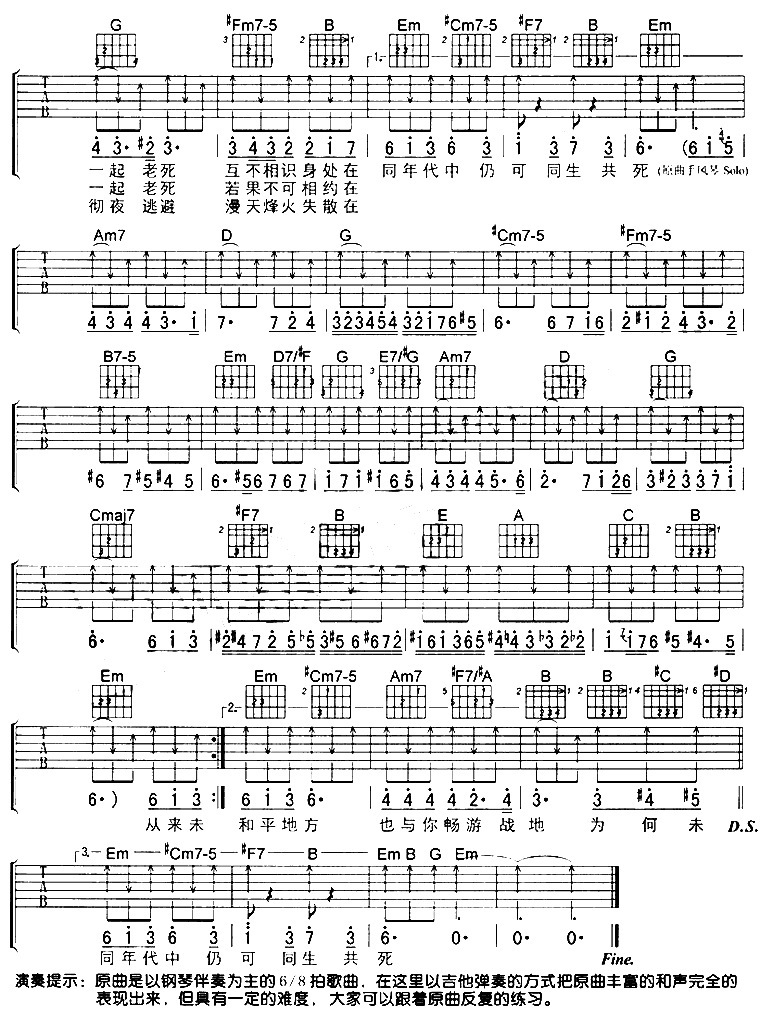 G #Fm7-5 B Em #Cm7-5 #F7 B Em
1.
T A B
4 3· #2 3· | 3 4 3 2 2 1 7 | 6 1 3 6 3 | 1 3 7 3 | 6· (6 1 5
一起 老死 互不相识身处在 同年代中仍 可同生共死 (原曲手风琴 Solo)
一起 老死 若果不可相约在
彻夜 逃避 漫天烽火失散在
Am7 D G #Cm7-5 #Fm7-5
T A B
4 3 4 4 3· 1 | 7· 7 2 4 | 3 2 3 4 5 4 3 2 1 7 6 #5 | 6· 6 7 1 6 | 2 #1 2 4 3· 2
B7-5 Em D7/#F G E7/#G Am7 D G
T A B
#6 7 #5 #4 5 | 6· #5 6 7 6 7 | 1 7 1 #1 6 5 | 4 3 4 4 5· 6 | 2· 7 1 2 6 | 3 #2 3 3 7 1
Cmaj7 #F7 B E A C B
T A B
6· 6 1 3 | #2 #4 7 2 5 b5 | 3 #5 6 #6 7 2 | #1 6 1 3 6 5 #4 b4 3 b3 2 b2 | 1 1 7 6 #5 #4· 5
Em 2. Em #Cm7-5 Am7 #F7/#A B B #C #D
T A B
6· ) 6 1 3 :| 6 1 3 6· | 4 4 4 4 2· 4 | 3· 3 #4 #5
从来未 和平地方 也与你畅游战地 为何未 D.S.
3. Em #Cm7-5 #F7 B Em B G Em
T A B
6 1 3 6 3 | 1 3 7 3 | 6· 0· | 0· 0·
同年代中仍 可同生共死 Fine.
演奏提示：原曲是以钢琴伴奏为主的6/8拍歌曲，在这里以吉他弹奏的方式把原曲丰富的和声完全的
表现出来，但具有一定的难度，大家可以跟着原曲反复的练习。